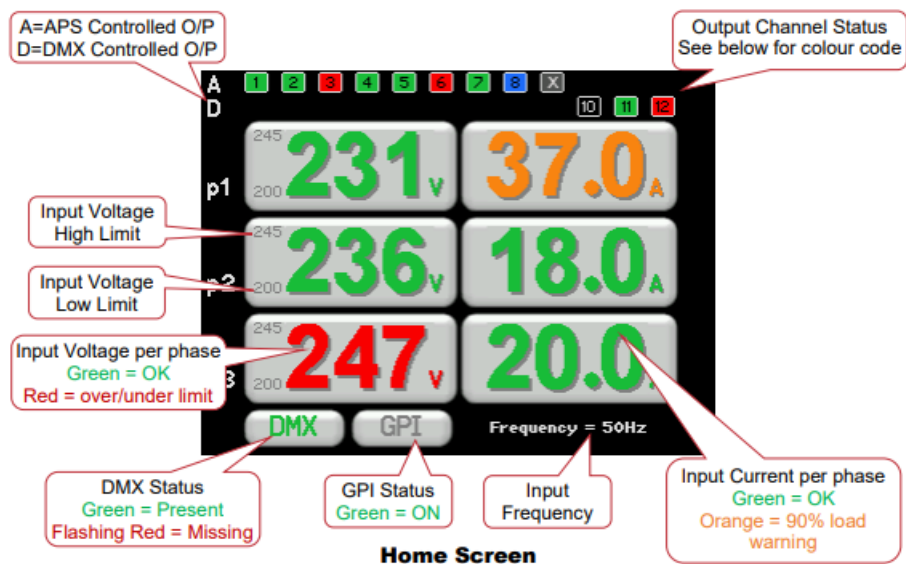 A=APS Controlled O/P
D=DMX Controlled O/P
Output Channel Status
See below for colour code
A 1 2 3 4 5 6 7 8 X
D 10 11 12
245
231 V
37.0 A
p1
200
Input Voltage
High Limit
245
236 V
18.0 A
p2
200
Input Voltage
Low Limit
Input Voltage per phase
Green = OK
Red = over/under limit
245
247 V
20.0
3
200
DMX
GPI
Frequency = 50Hz
DMX Status
Green = Present
Flashing Red = Missing
GPI Status
Green = ON
Input
Frequency
Input Current per phase
Green = OK
Orange = 90% load
warning
Home Screen